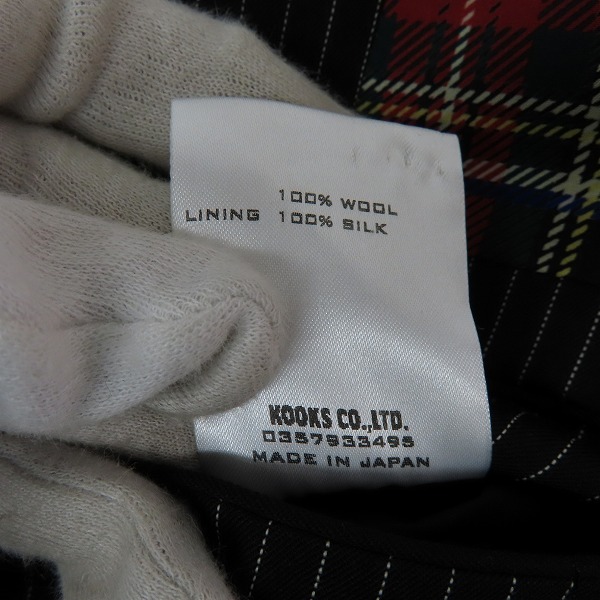 100% WOOL
LINING 100% SILK
KOOKS CO.,LTD.
0357933495
MADE IN JAPAN